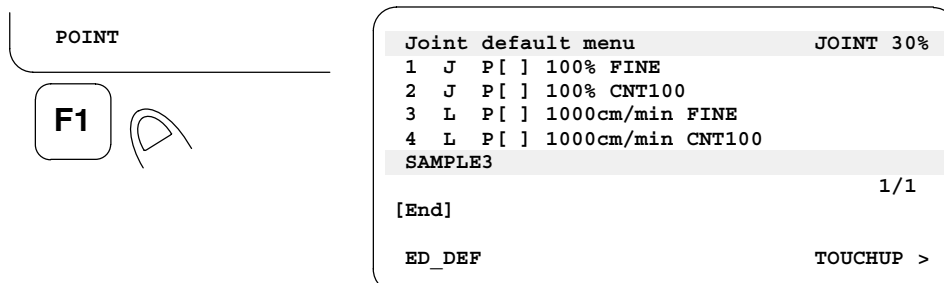 POINT
F1
Joint default menu JOINT 30%
1 J P[ ] 100% FINE
2 J P[ ] 100% CNT100
3 L P[ ] 1000cm/min FINE
4 L P[ ] 1000cm/min CNT100
SAMPLE3
1/1
[End]
ED_DEF TOUCHUP >